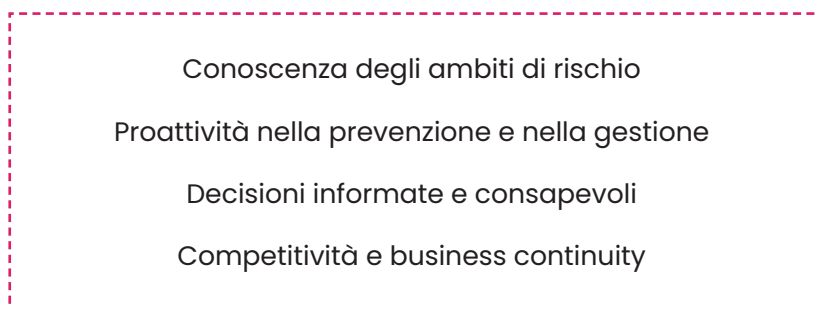 Conoscenza degli ambiti di rischio
Proattività nella prevenzione e nella gestione
Decisioni informate e consapevoli
Competitività e business continuity